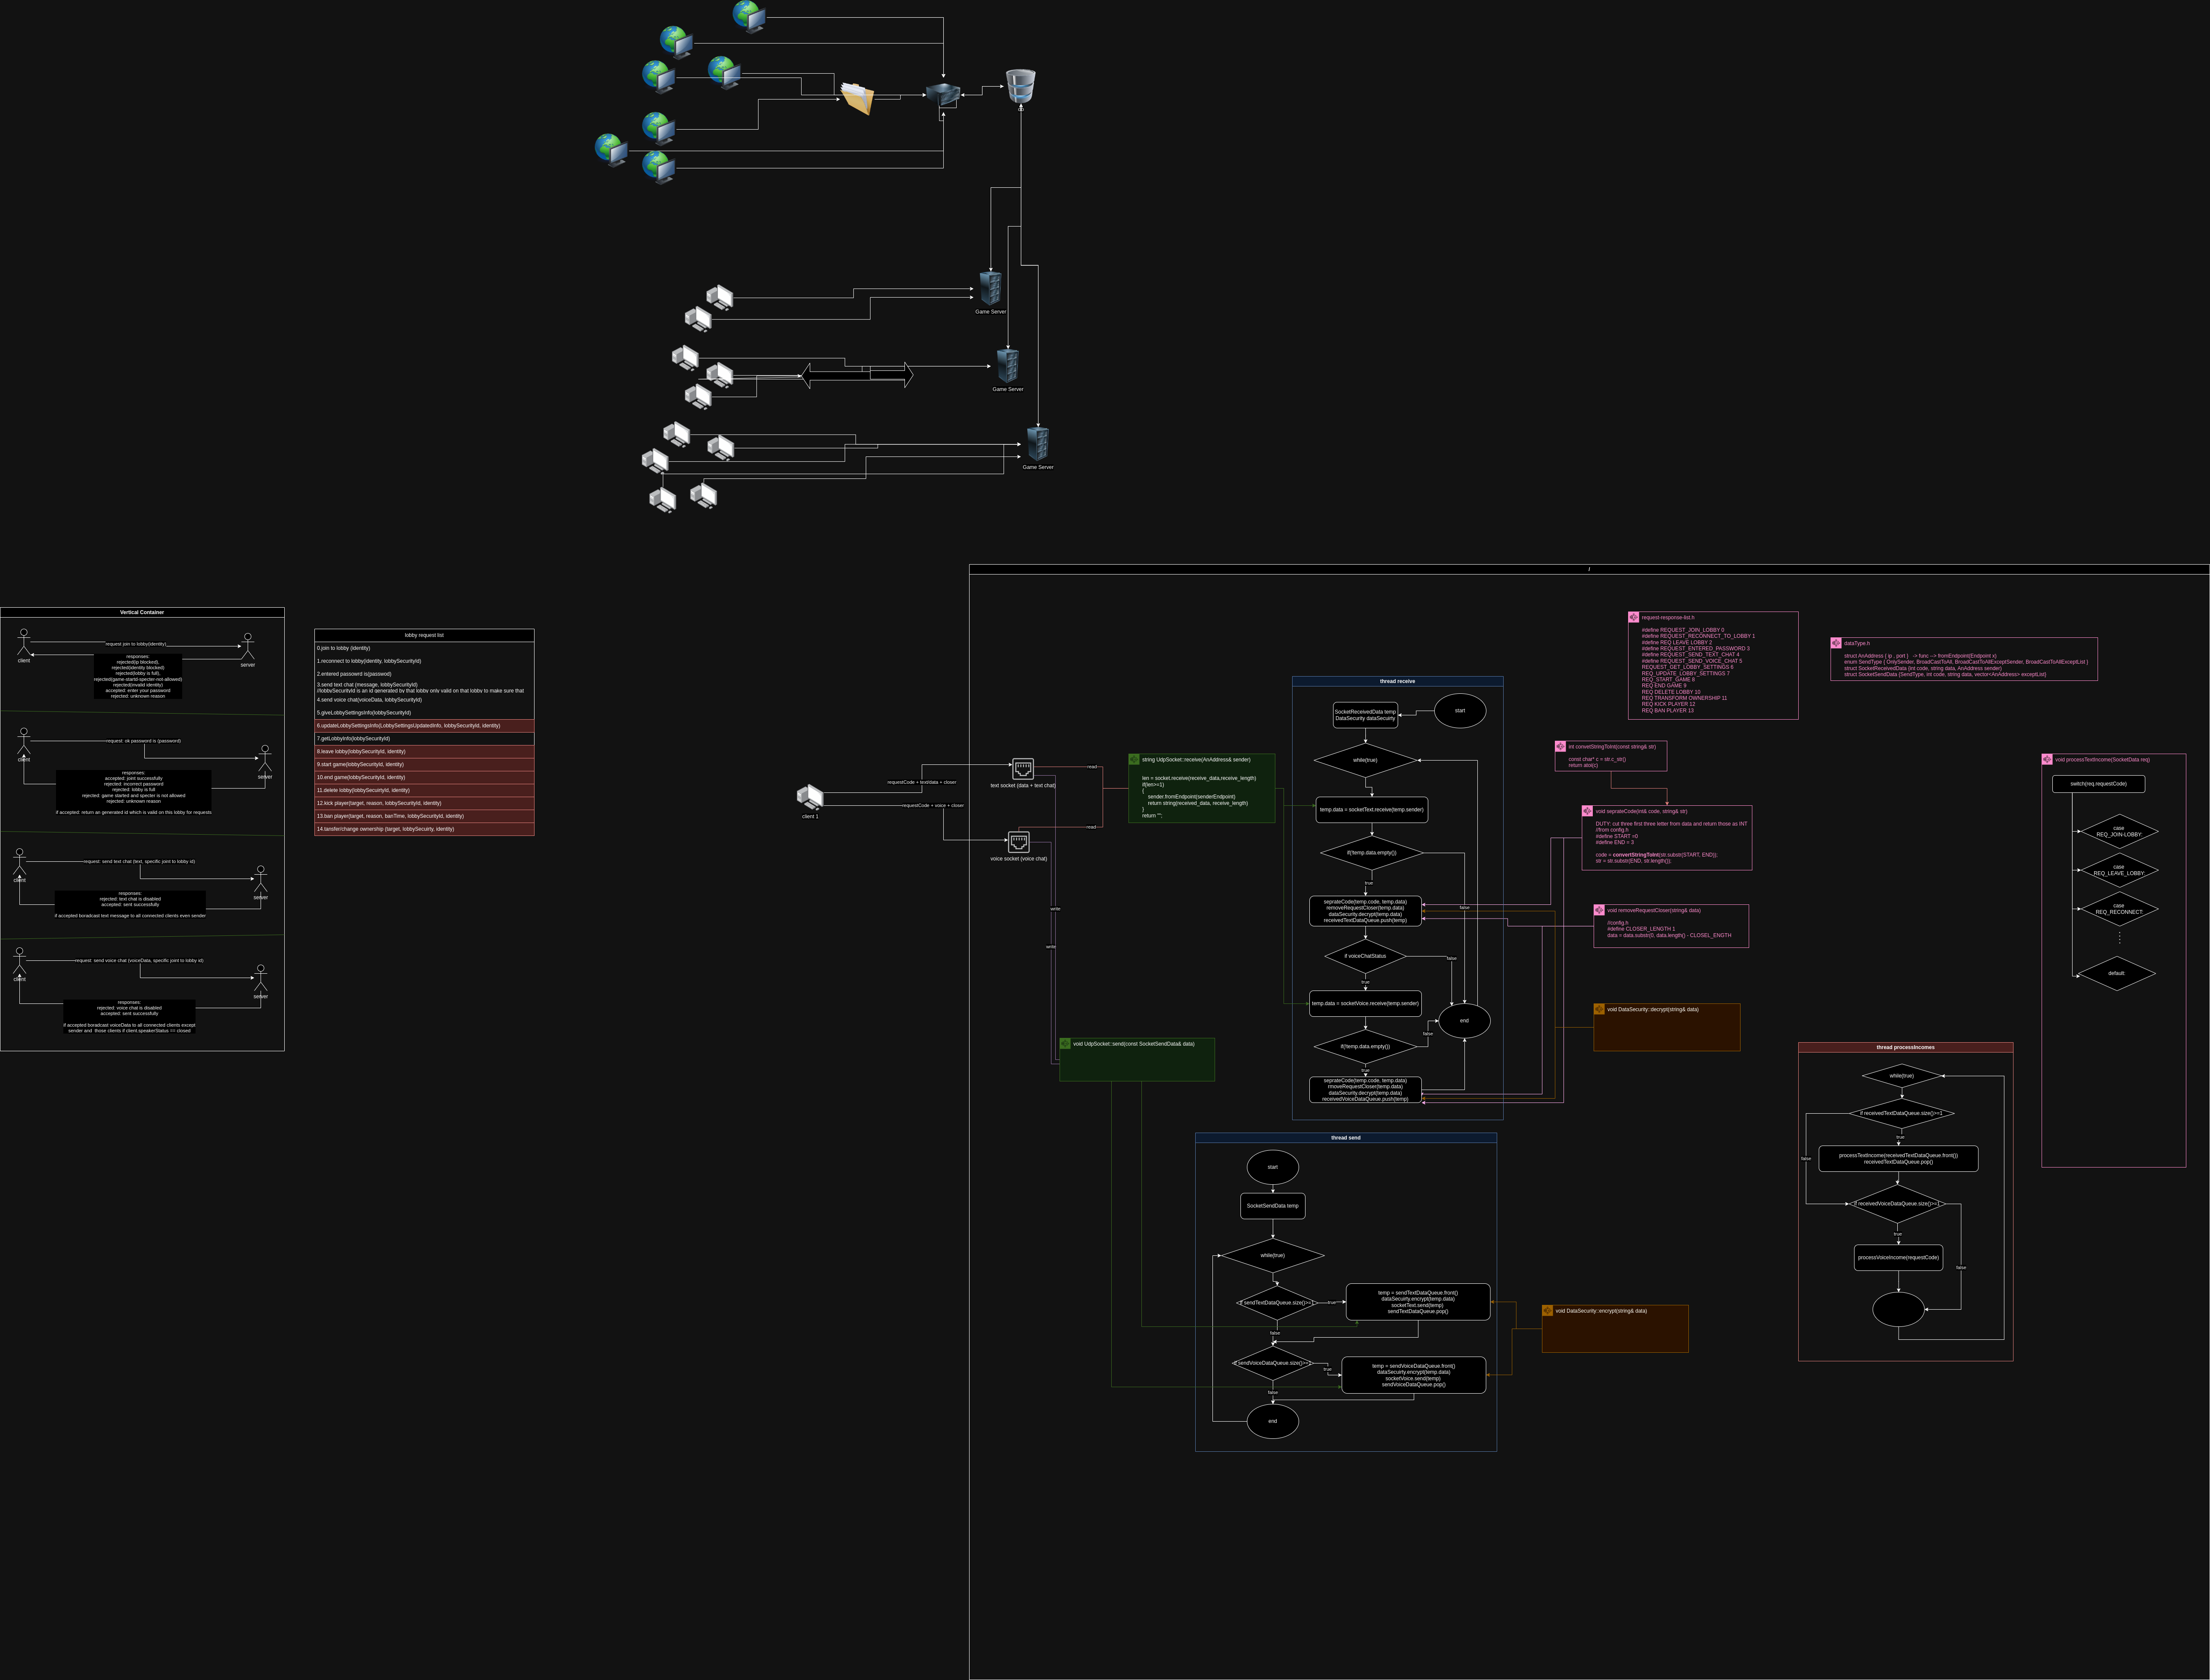 db
Game Server
Game Server
Game Server
/
Vertical Container
client
request join to lobby(identity)
server
responses:
rejected(ip blocked),
rejected(identity blocked)
rejected(lobby is full),
rejected(game-startd-specter-not-allowed)
rejected(invalid identity)
accepted: enter your password
rejected: unknown reason
client
request: ok password is (password)
server
responses:
accepted: joint successfully
rejected: incorrect password
rejected: lobby is full
rejected: game started and specter is not allowed
rejected: unknown reason
if accepted: return an generated id which is valid on this lobby for requests
client
request: send text chat (text, specific joint to lobby id)
server
responses:
rejected: text chat is disabled
accepted: sent successfully
if accepted boradcast text message to all connected clients even sender
client
request: send voice chat (voiceData, specific joint to lobby id)
server
responses:
rejected: voice chat is disabled
accepted: sent successfully
if accepted boradcast voiceData to all connected clients except
sender and those clients if client.speakerStatus == closed
lobby request list
0.join to lobby (identity)
1.reconnect to lobby(identity, lobbySecurityId)
2.entered passowrd is(passwod)
3.send text chat (message, lobbySecurityId)
//lobbySecurityId is an id generated by that lobby only valid on that lobby to make sure that
4.send voice chat(voiceData, lobbySecurityId)
5.giveLobbySettingsInfo(lobbySecurityId)
6.updateLobbySettingsInfo(LobbySettingsUpdatedInfo, lobbySecurityId, identity)
7.getLobbyInfo(lobbySecurityId)
8.leave lobby(lobbySecurityId, identity)
9.start game(lobbySecurityId, identity)
10.end game(lobbySecurityId, identity)
11.delete lobby(lobbySecurityId, identity)
12.kick player(target, reason, lobbySecurityId, identity)
13.ban player(target, reason, banTime, lobbySecurityId, identity)
14.tansfer/change ownership (target, lobbySecuirty, identity)
client 1
requestCode + text/data + closer
requestCode + voice + closer
text socket (data + text chat)
voice socket (voice chat)
read
read
write
write
string UdpSocket::receive(AnAddress& sender)
len = socket.receive(receive_data,receive_length)
if(len>=1)
{
sender.fromEndpoint(senderEndpoint)
return string(received_data, receive_length)
}
return "";
void UdpSocket::send(const SocketSendData& data)
thread receive
start
SocketReceivedData temp
DataSecurity dataSecuarity
while(true)
temp.data = socketText.receive(temp.sender)
if(!temp.data.empty())
true
false
seprateCode(temp.code, temp.data)
removeRequestCloser(temp.data)
dataSecurity.decrypt(temp.data)
receivedTextDataQueue.push(temp)
if voiceChatStatus
false
true
temp.data = socketVoice.receive(temp.sender)
end
if(!temp.data.empty())
false
true
seprateCode(temp.code, temp.data)
rmoveRequestCloser(temp.data)
dataSecurity.decrypt(temp.data)
receivedVoiceDataQueue.push(temp)
thread send
start
SocketSendData temp
while(true)
if sendTextDataQueue.size()>=1
true
temp = sendTextDataQueue.front()
dataSecuirty.encrypt(temp.data)
socketText.send(temp)
sendTextDataQueue.pop()
false
if sendVoiceDataQueue.size()>=1
true
temp = sendVoiceDataQueue.front()
dataSecuirty.encrypt(temp.data)
socketVoice.send(temp)
sendVoiceDataQueue.pop()
false
end
request-response-list.h
#define REQUEST_JOIN_LOBBY 0
#define REQUEST_RECONNECT_TO_LOBBY 1
#define REQ LEAVE LOBBY 2
#define REQUEST_ENTERED_PASSWORD 3
#define REQUEST_SEND_TEXT_CHAT 4
#define REQUEST_SEND_VOICE_CHAT 5
REQUEST_GET_LOBBY_SETTINGS 6
REQ_UPDATE_LOBBY_SETTINGS 7
REQ_START_GAME 8
REQ END GAME 9
REQ DELETE LOBBY 10
REQ TRANSFORM OWNERSHIP 11
REQ KICK PLAYER 12
REQ BAN PLAYER 13
dataType.h
struct AnAddress { ip , port } -> func --> fromEndpoint(Endpoint x)
enum SendType { OnlySender, BroadCastToAll, BroadCastToAllExceptSender, BroadCastToAllExceptList }
struct SocketReceivedData {int code, string data, AnAddress sender}
struct SocketSendData {SendType, int code, string data, vector<AnAddress> exceptList}
int convetStringToInt(const string& str)
const char* c = str.c_str()
return atoi(c)
void seprateCode(int& code, string& str)
DUTY: cut three first three letter from data and return those as INT
//from config.h
#define START =0
#define END = 3
code = convertStringToInt(str.substr(START, END));
str = str.substr(END, str.length());
void removeRequestCloser(string& data)
//config.h
#define CLOSER_LENGTH 1
data = data.substr(0, data.length() - CLOSEL_ENGTH
void DataSecurity::decrypt(string& data)
void DataSecurity::encrypt(string& data)
thread processIncomes
while(true)
if receivedTextDataQueue.size()>=1
true
false
processTextIncome(receivedTextDataQueue.front())
receivedTextDataQueue.pop()
if receivedVoiceDataQueue.size()>=1
true
false
processVoiceIncome(requestCode)
void processTextIncome(SocketData req)
switch(req.requestCode)
case
REQ_JOIN-LOBBY:
case
REQ_LEAVE_LOBBY:
case
REQ_RECONNECT:
default: